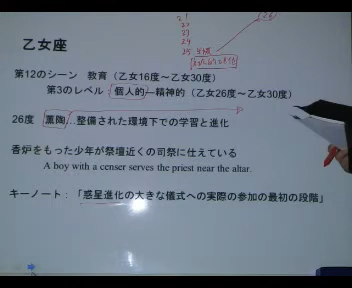 21
22
23
24
25
(26)
乙女座
第12のシーン 教育(乙女16度〜乙女30度)
第3のレベル 個人的―精神的(乙女26度〜乙女30度)
26度 薫陶…整備された環境下での学習と進化
香炉をもった少年が祭壇近くの司祭に仕えている
A boy with a censer serves the priest near the altar.
キーノート:「惑星進化の大きな儀式への実際の参加の最初の段階」